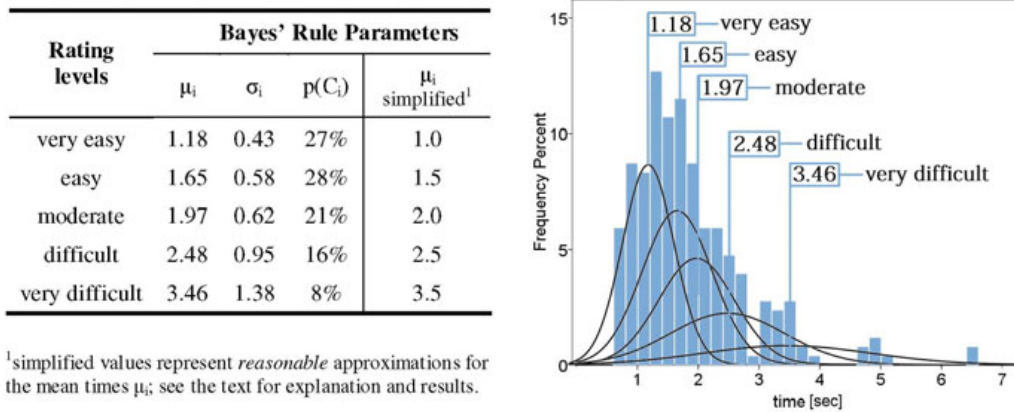 Rating levels
Bayes' Rule Parameters
μi σi p(Ci) μi simplified¹
very easy 1.18 0.43 27% 1.0
easy 1.65 0.58 28% 1.5
moderate 1.97 0.62 21% 2.0
difficult 2.48 0.95 16% 2.5
very difficult 3.46 1.38 8% 3.5
¹simplified values represent reasonable approximations for
the mean times μi; see the text for explanation and results.
Frequency Percent
15
10
5
0
1.18 very easy
1.65 easy
1.97 moderate
2.48 difficult
3.46 very difficult
1 2 3 4 5 6 7
time [sec]